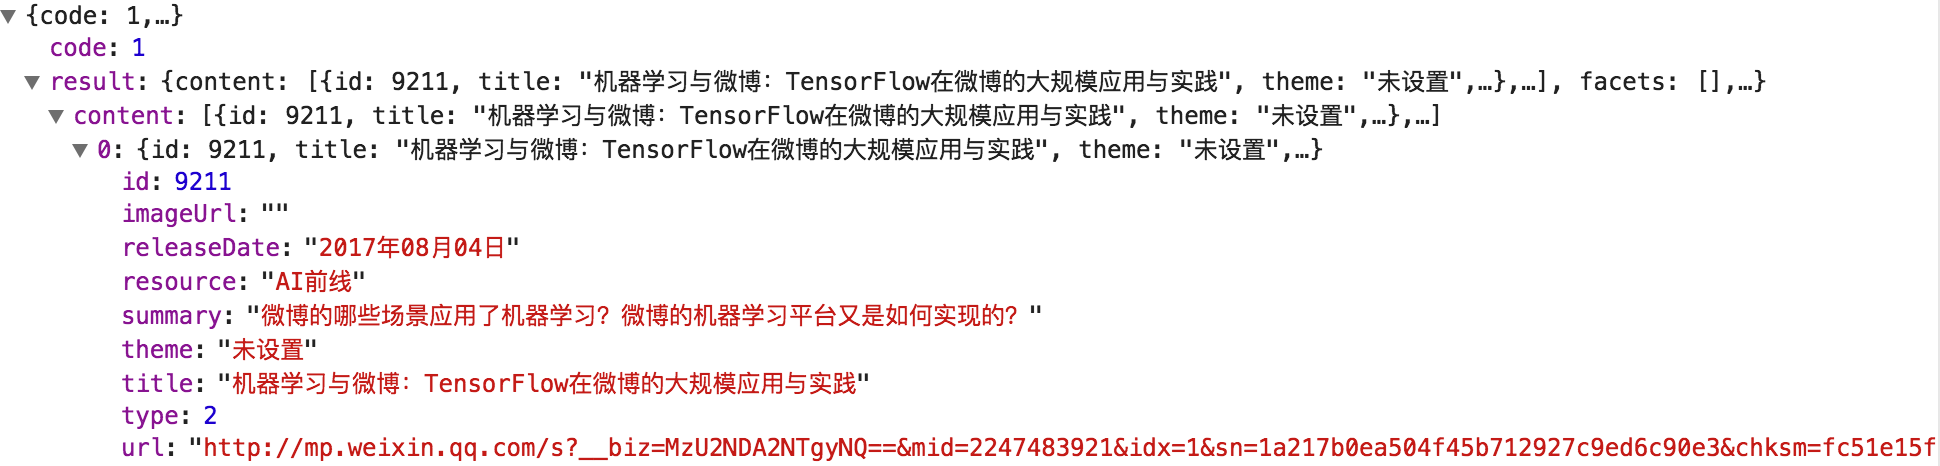 ▼{code: 1,…}
code: 1
▼result: {content: [{id: 9211, title: "机器学习与微博：TensorFlow在微博的大规模应用与实践", theme: "未设置",…},…], facets: [],…}
▼content: [{id: 9211, title: "机器学习与微博：TensorFlow在微博的大规模应用与实践", theme: "未设置",…},…]
▼0: {id: 9211, title: "机器学习与微博：TensorFlow在微博的大规模应用与实践", theme: "未设置",…}
id: 9211
imageUrl: ""
releaseDate: "2017年08月04日"
resource: "AI前线"
summary: "微博的哪些场景应用了机器学习？微博的机器学习平台又是如何实现的？"
theme: "未设置"
title: "机器学习与微博：TensorFlow在微博的大规模应用与实践"
type: 2
url: "http://mp.weixin.qq.com/s?__biz=MzU2NDA2NTgyNQ==&mid=2247483921&idx=1&sn=1a217b0ea504f45b712927c9ed6c90e3&chksm=fc51e15f